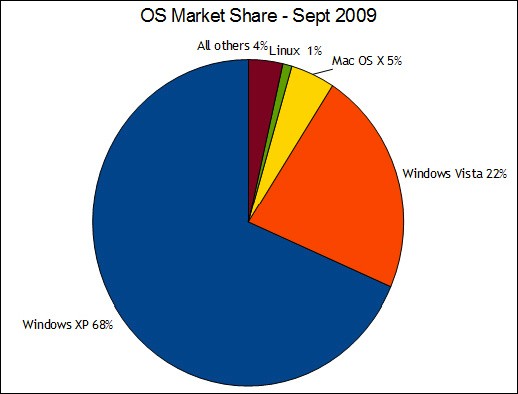 OS Market Share - Sept 2009
All others 4%
Linux  1%
Mac OS X 5%
Windows Vista 22%
Windows XP 68%